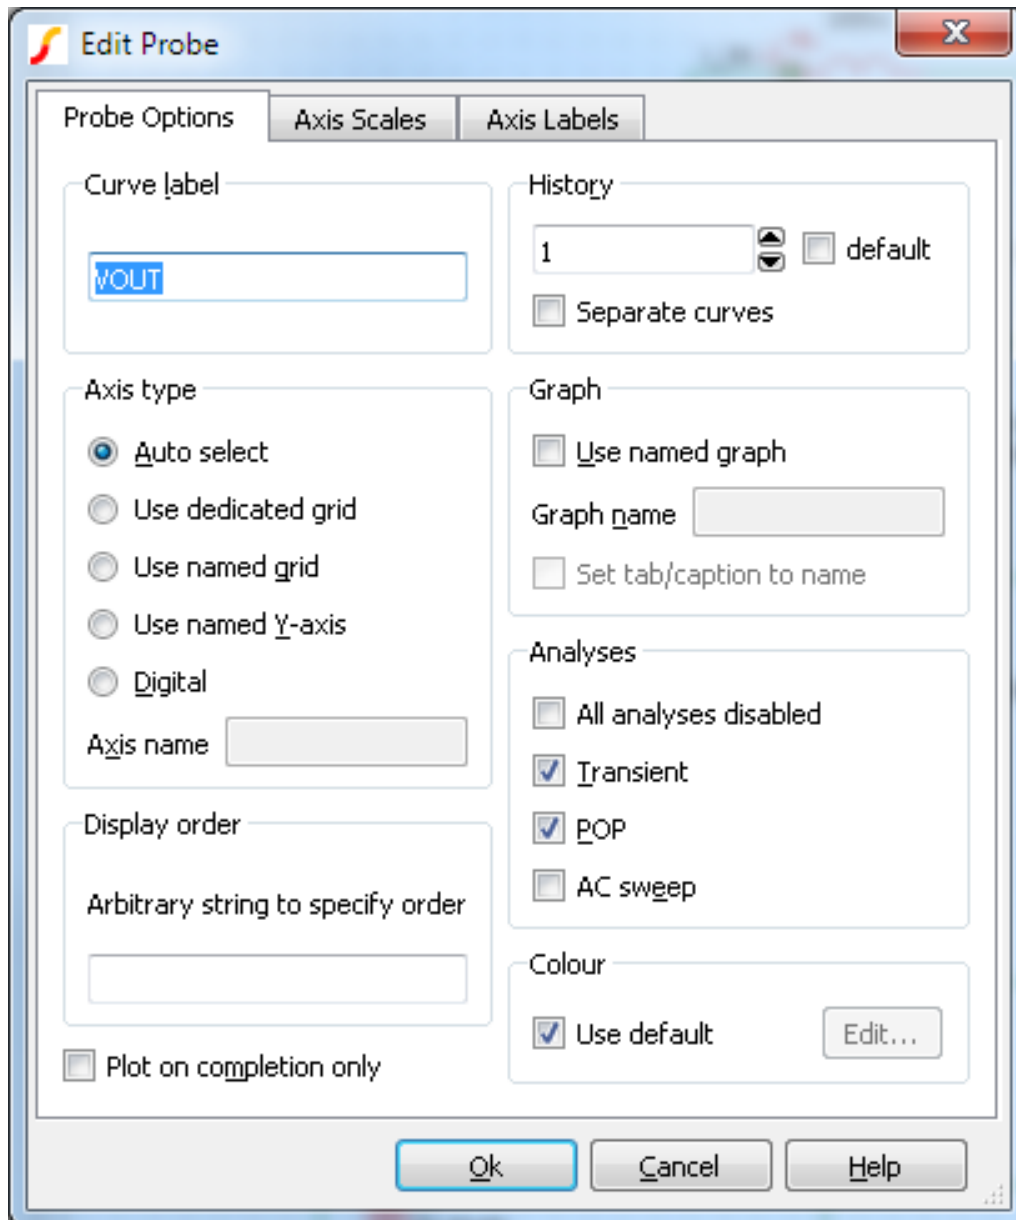 Edit Probe
Probe Options
Axis Scales
Axis Labels
Curve label
VOUT
History
1
default
Separate curves
Axis type
Auto select
Use dedicated grid
Use named grid
Use named Y-axis
Digital
Axis name
Graph
Use named graph
Graph name
Set tab/caption to name
Analyses
All analyses disabled
Transient
POP
AC sweep
Display order
Arbitrary string to specify order
Colour
Use default
Edit...
Plot on completion only
Ok
Cancel
Help